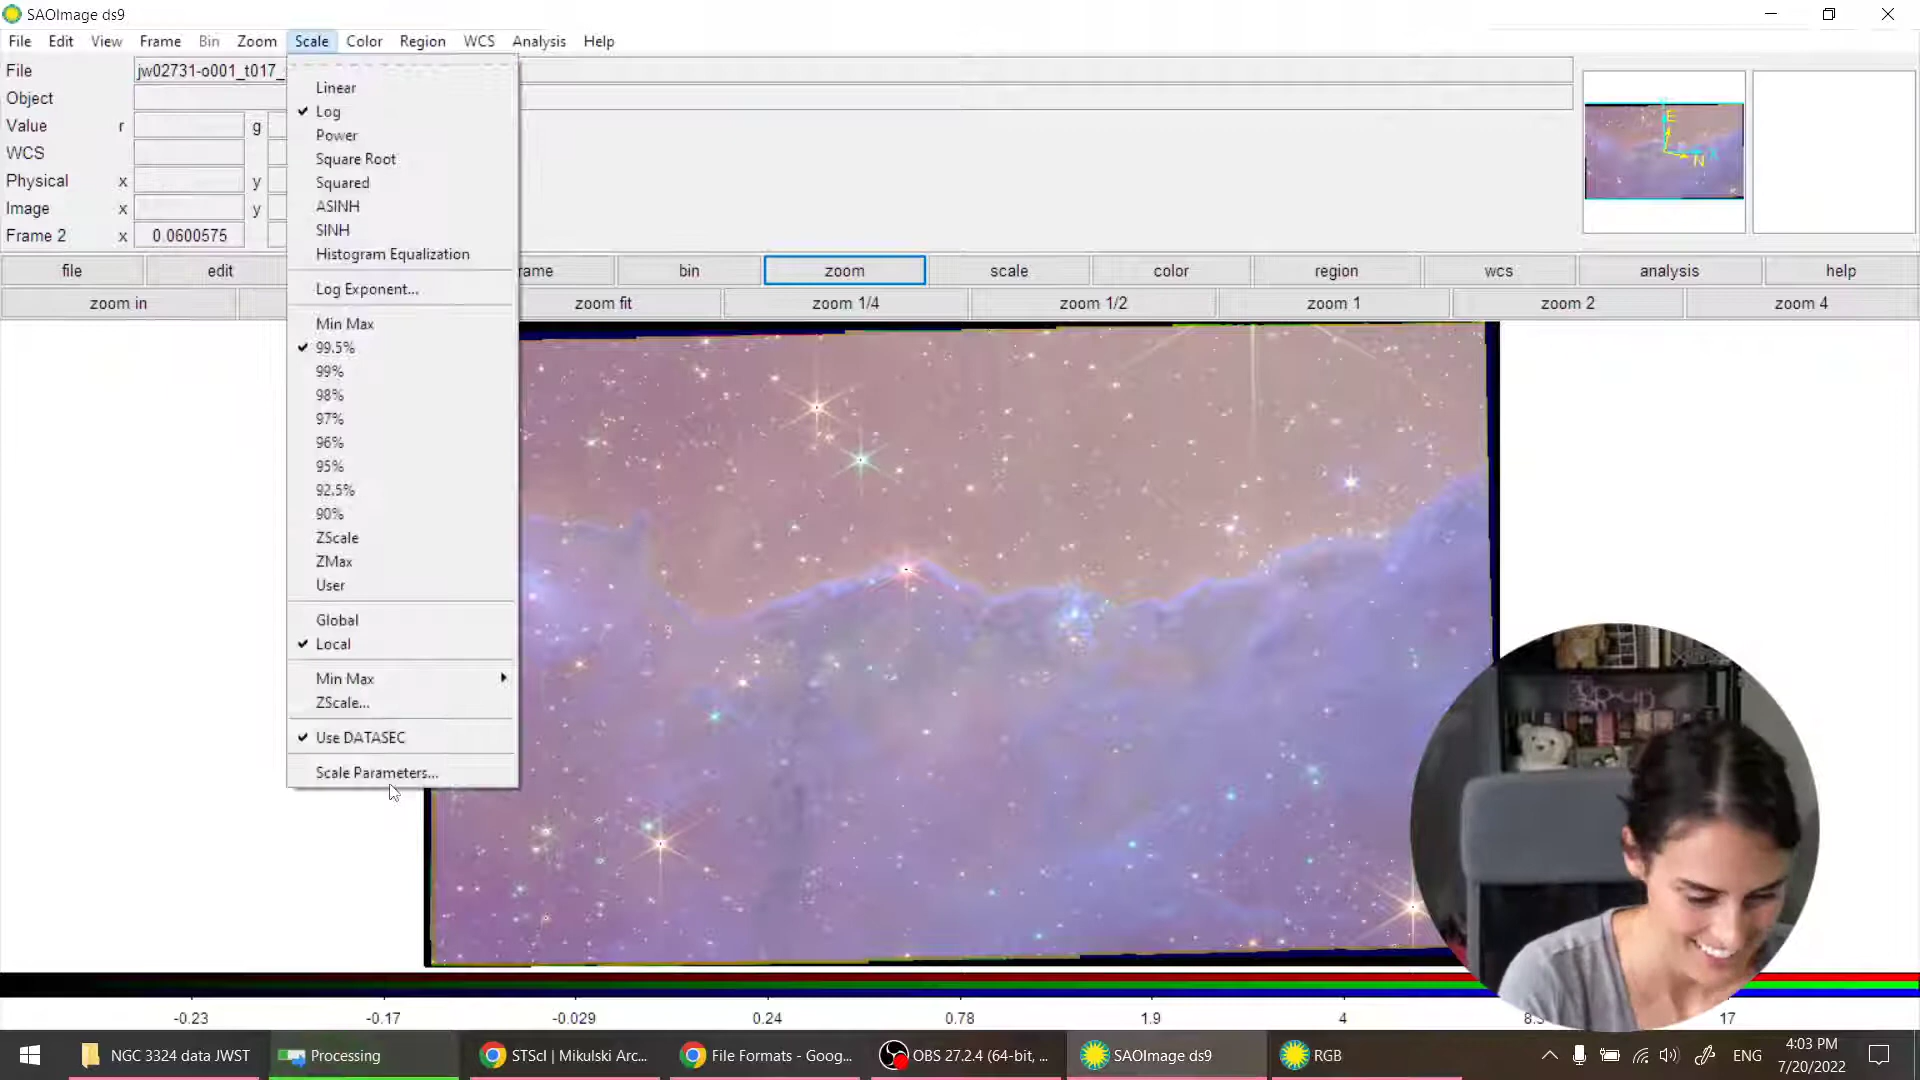 SAOImage ds9
File Edit View Frame Bin Zoom Scale Color Region WCS Analysis Help
File jw02731-o001_t017_
Object
Value r g
WCS
Physical x y
Image x y
Frame 2 x 0.0600575
E
X
N
file edit rame bin zoom scale color region wcs analysis help
zoom in zoom fit zoom 1/4 zoom 1/2 zoom 1 zoom 2 zoom 4
Linear
Log
Power
Square Root
Squared
ASINH
SINH
Histogram Equalization
Log Exponent...
Min Max
99.5%
99%
98%
97%
96%
95%
92.5%
90%
ZScale
ZMax
User
Global
Local
Min Max
ZScale...
Use DATASEC
Scale Parameters...
-0.23 -0.17 -0.029 0.24 0.78 1.9 4 17
NGC 3324 data JWST Processing STScI | Mikulski Arc... File Formats - Goog... OBS 27.2.4 (64-bit, ... SAOImage ds9 RGB ENG 4:03 PM
7/20/2022